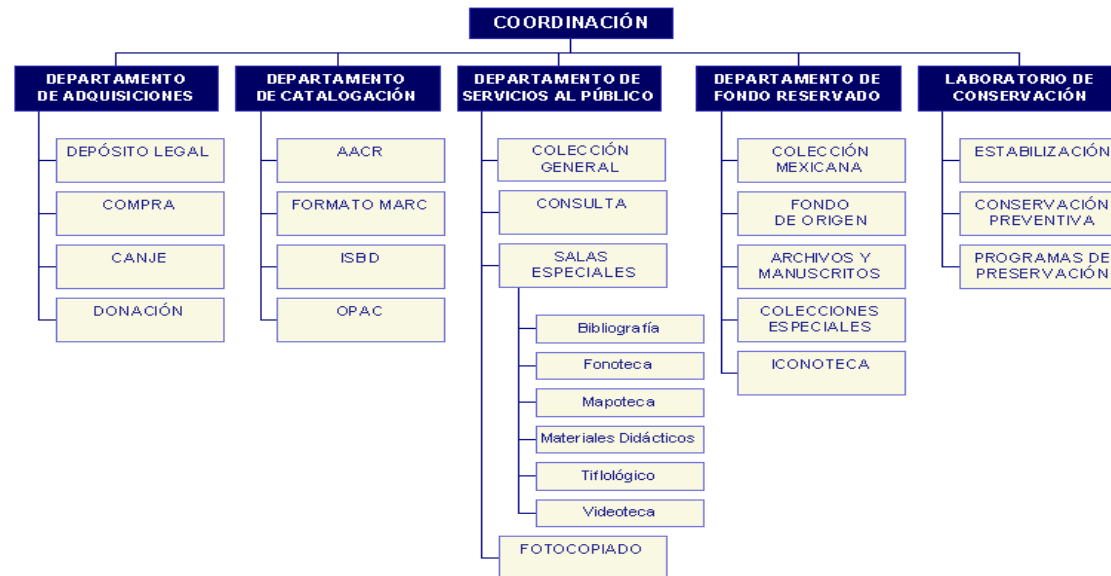 COORDINACIÓN
DEPARTAMENTO
DE ADQUISICIONES
DEPÓSITO LEGAL
COMPRA
CANJE
DONACIÓN
DEPARTAMENTO
DE CATALOGACIÓN
AACR
FORMATO MARC
ISBD
OPAC
DEPARTAMENTO DE
SERVICIOS AL PÚBLICO
COLECCIÓN
GENERAL
CONSULTA
SALAS
ESPECIALES
Bibliografía
Fonoteca
Mapoteca
Materiales Didácticos
Tiflológico
Videoteca
FOTOCOPIADO
DEPARTAMENTO DE
FONDO RESERVADO
COLECCIÓN
MEXICANA
FONDO
DE ORIGEN
ARCHIVOS Y
MANUSCRITOS
COLECCIONES
ESPECIALES
ICONOTECA
LABORATORIO DE
CONSERVACIÓN
ESTABILIZACIÓN
CONSERVACIÓN
PREVENTIVA
PROGRAMAS DE
PRESERVACIÓN